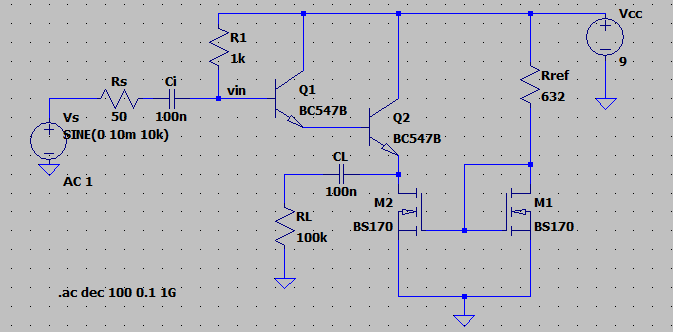 Vcc
9
R1
1k
Rref
632
Rs
50
Ci
100n
vin
Q1
BC547B
Q2
BC547B
Vs
SINE(0 10m 10k)
AC 1
CL
100n
RL
100k
M2
BS170
M1
BS170
.ac dec 100 0.1 1G